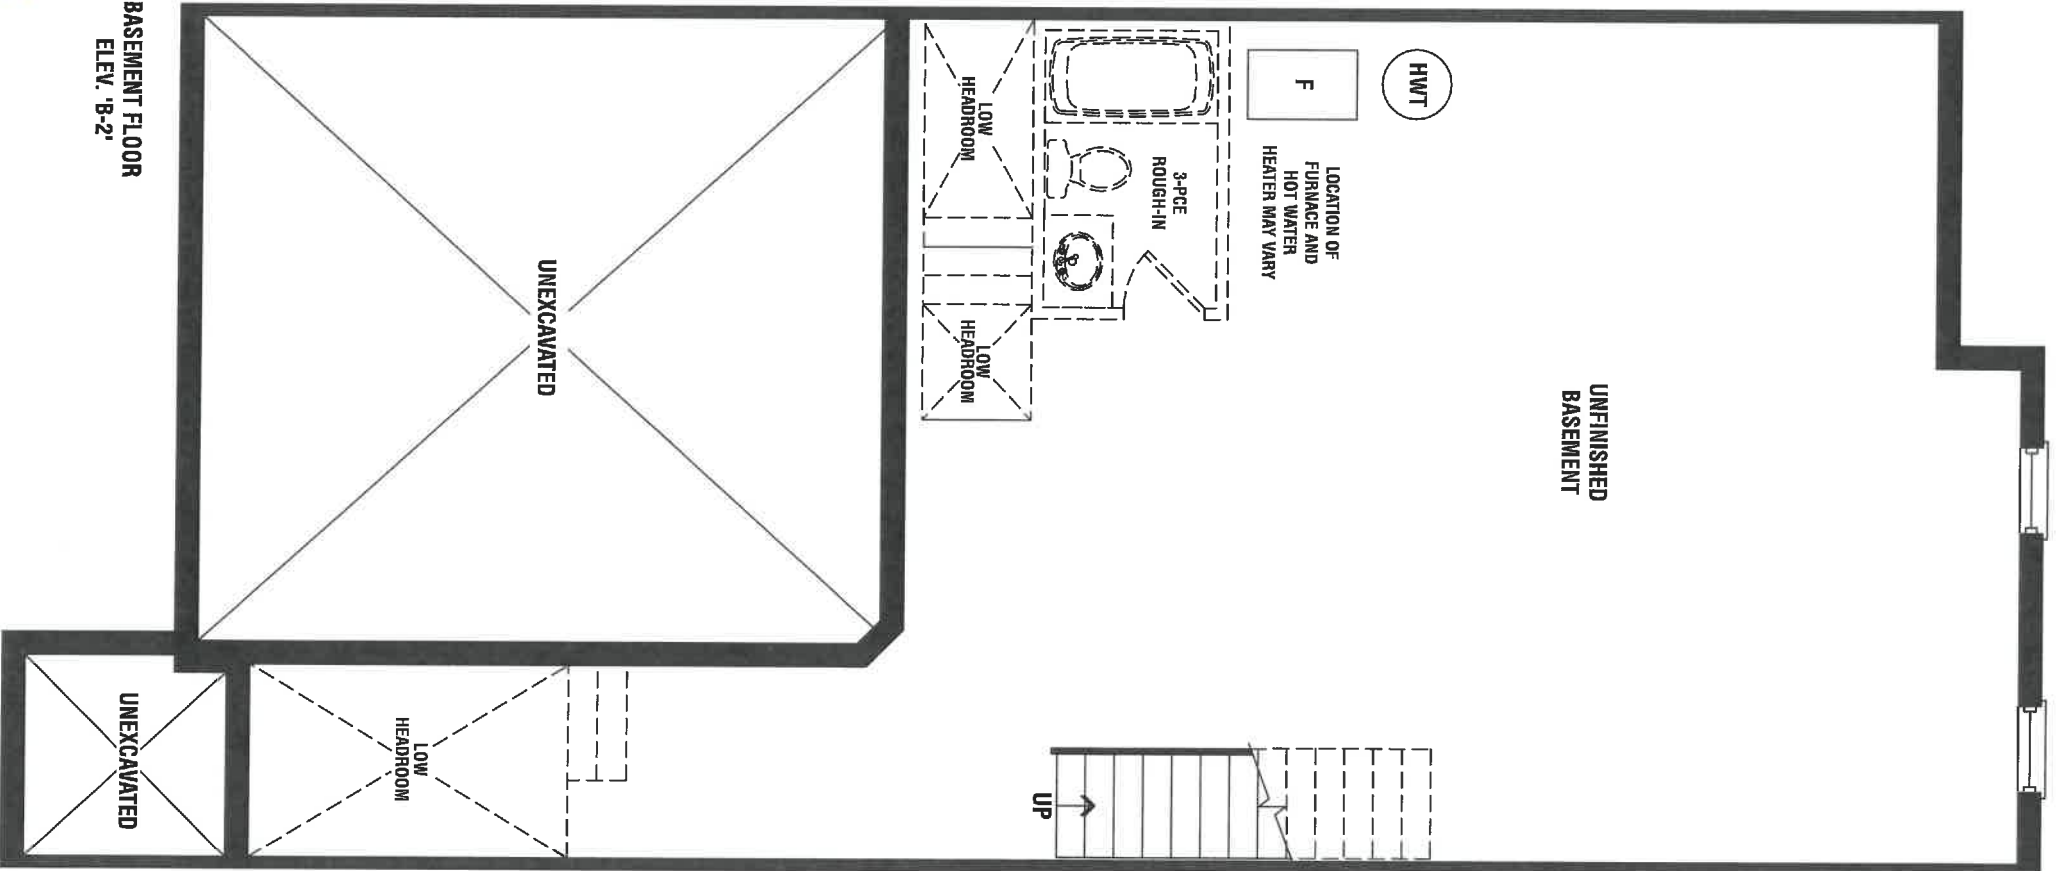 BASEMENT FLOOR
ELEV. 'B-2'
UNEXCAVATED
UNEXCAVATED
LOW
HEADROOM
LOW
HEADROOM
LOW
HEADROOM
3-PCE
ROUGH-IN
F
HWT
LOCATION OF
FURNACE AND
HOT WATER
HEATER MAY VARY
UNFINISHED
BASEMENT
UP